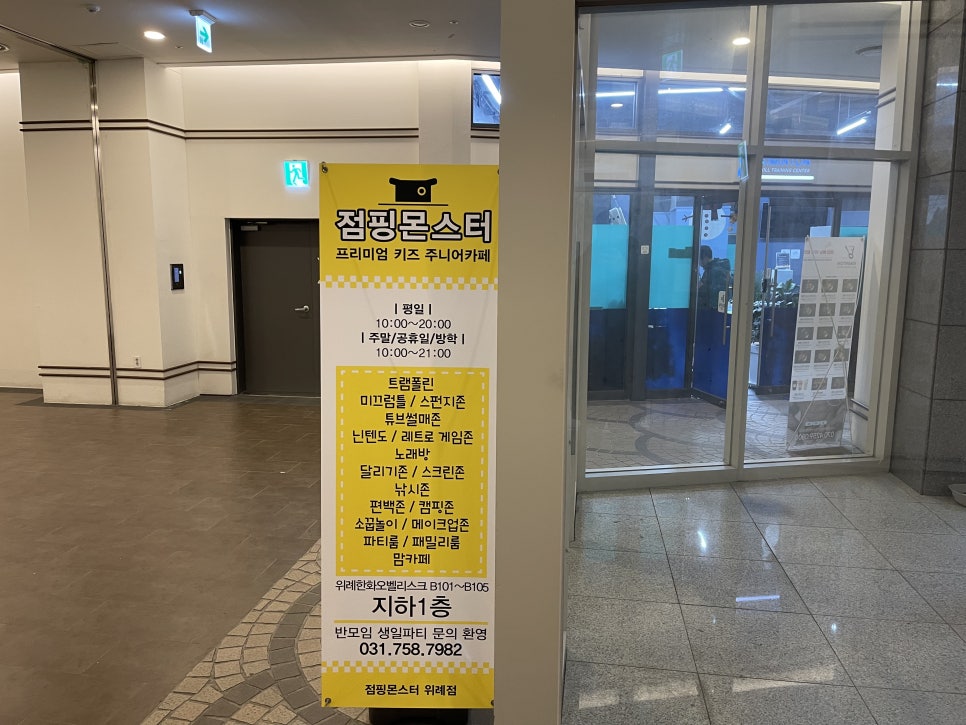 점핑몬스터
프리미엄 키즈 주니어카페
| 평일 |
10:00~20:00
| 주말/공휴일/방학 |
10:00~21:00
트램폴린
미끄럼틀 / 스펀지존
튜브썰매존
닌텐도 / 레트로 게임존
노래방
달리기존 / 스크린존
낚시존
편백존 / 캠핑존
소꿉놀이 / 메이크업존
파티룸 / 패밀리룸
맘카페
위례한화오벨리스크 B101~B105
지하1층
반모임 생일파티 문의 환영
031.758.7982
점핑몬스터 위례점
TRAINING CENTER